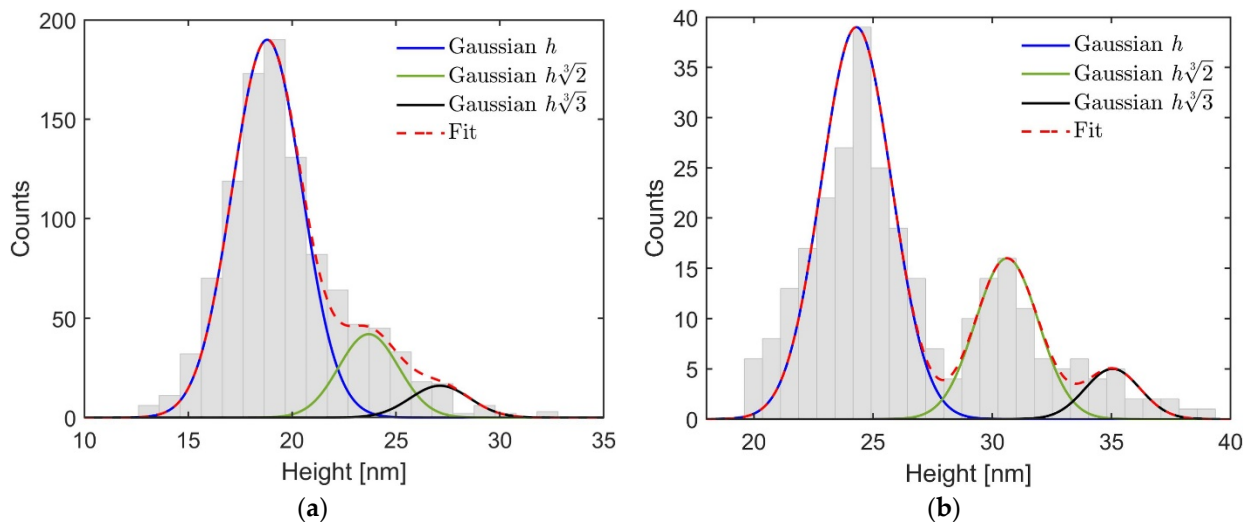 200
150
100
50
0
Counts
10 15 20 25 30 35
Height [nm]
Gaussian h
Gaussian h∛2
Gaussian h∛3
Fit
(a)
40
35
30
25
20
15
10
5
0
Counts
20 25 30 35 40
Height [nm]
Gaussian h
Gaussian h∛2
Gaussian h∛3
Fit
(b)